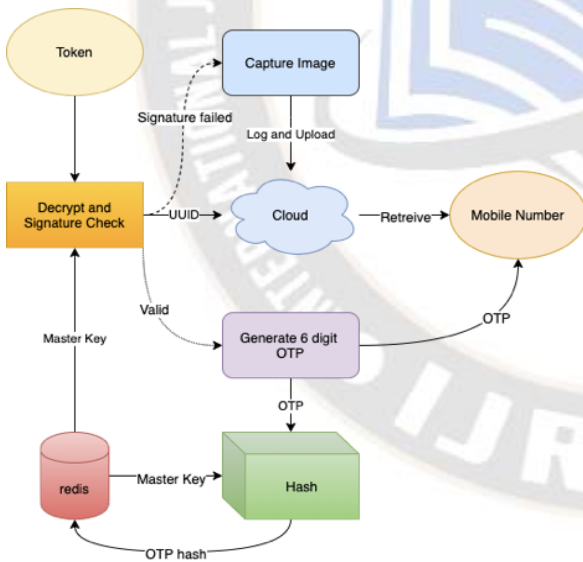 Token
Capture Image
Signature failed
Log and Upload
Decrypt and
Signature Check
UUID
Cloud
Retreive
Mobile Number
Valid
Generate 6 digit
OTP
OTP
Master Key
OTP
redis
Master Key
Hash
OTP hash
IJR